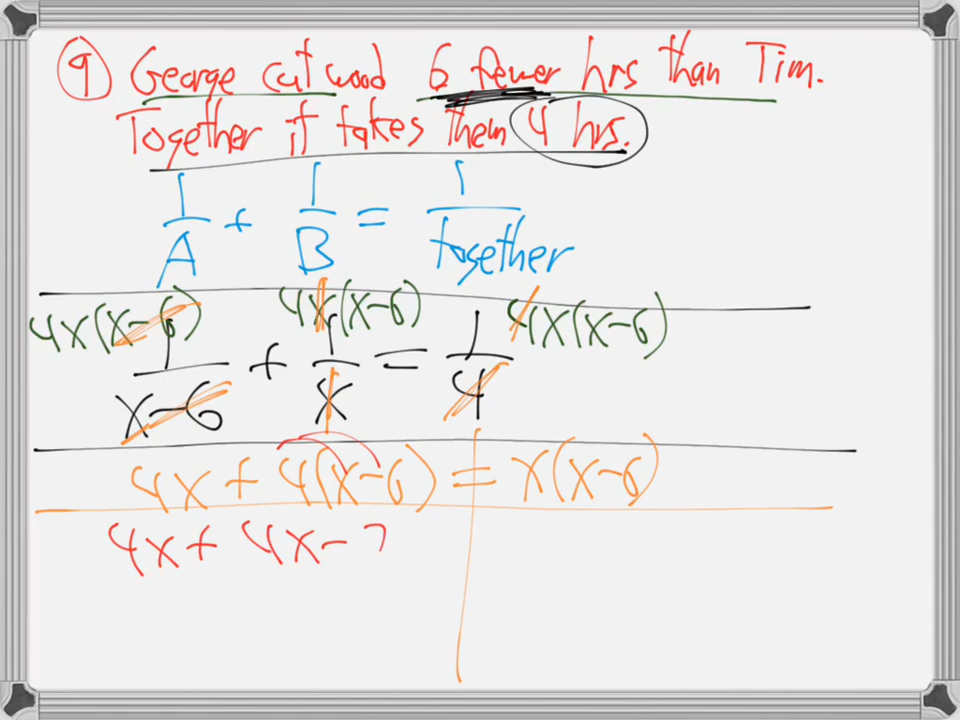 9) George cut wood 6 fewer hrs than Tim.
Together it takes them 4 hrs.
1/A + 1/B = 1/together
4x(x-6) 4x(x-6) 4x(x-6)
1/(x-6) + 1/x = 1/4
4x + 4(x-6) = x(x-6)
4x + 4x -